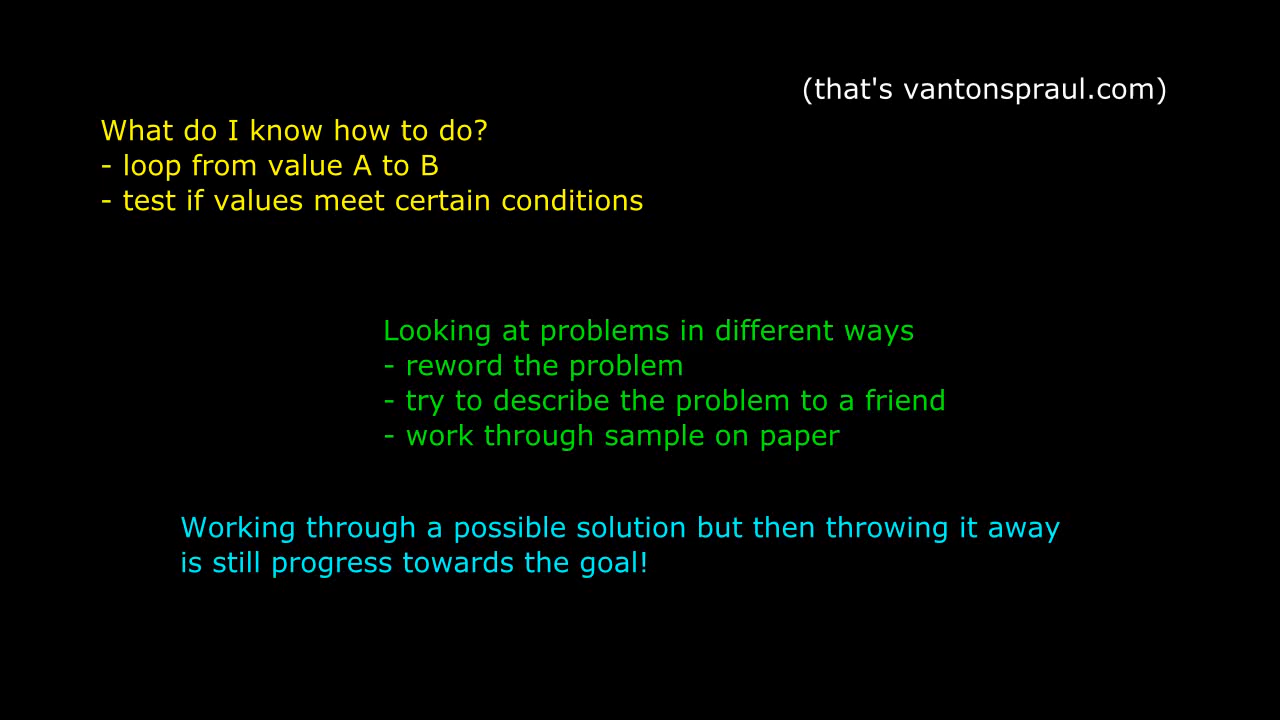 (that's vantonspraul.com)
What do I know how to do?
- loop from value A to B
- test if values meet certain conditions
Looking at problems in different ways
- reword the problem
- try to describe the problem to a friend
- work through sample on paper
Working through a possible solution but then throwing it away
is still progress towards the goal!